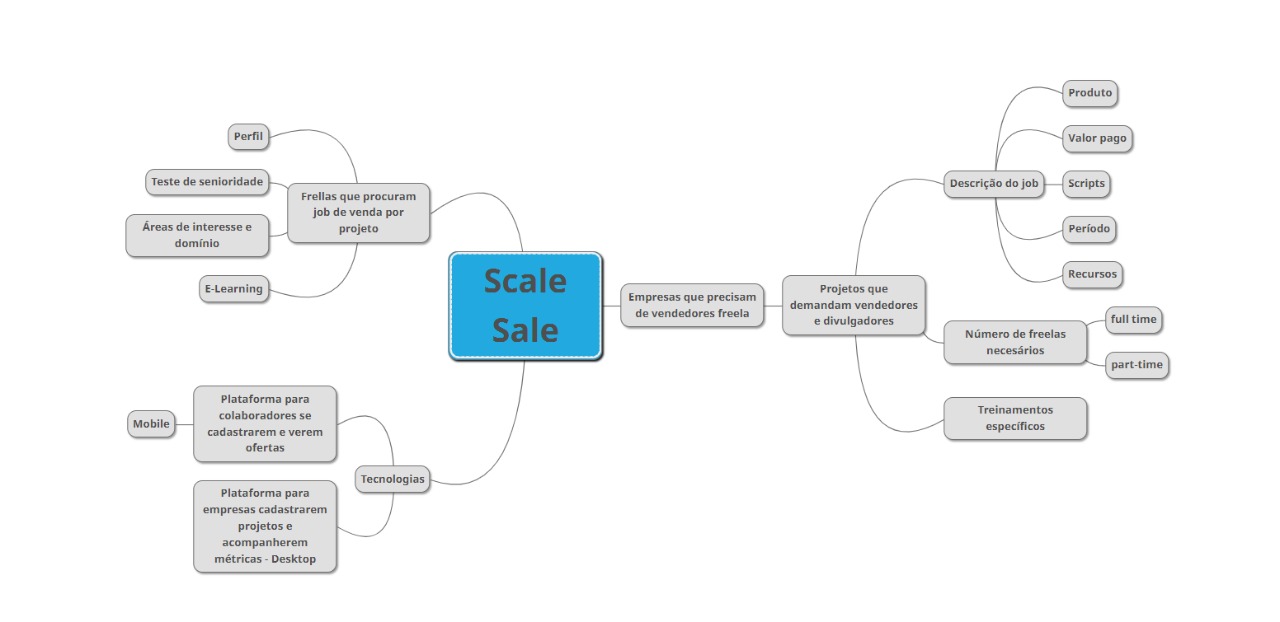 Scale
Sale
Frellas que procuram
job de venda por
projeto
Perfil
Teste de senioridade
Áreas de interesse e
domínio
E-Learning
Empresas que precisam
de vendedores freela
Projetos que
demandam vendedores
e divulgadores
Descrição do job
Produto
Valor pago
Scripts
Período
Recursos
Número de freelas
necesários
full time
part-time
Treinamentos
específicos
Tecnologias
Plataforma para
colaboradores se
cadastrarem e verem
ofertas
Mobile
Plataforma para
empresas cadastrarem
projetos e
acompanherem
métricas - Desktop